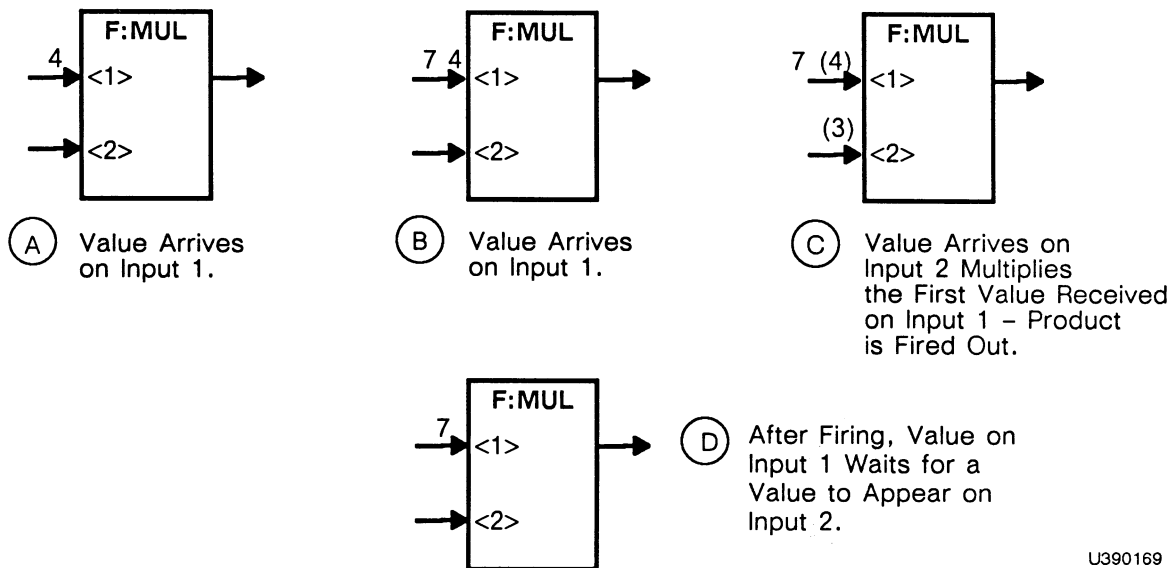 F:MUL
4
<1>
<2>
A
Value Arrives
on Input 1.
F:MUL
7 4
<1>
<2>
B
Value Arrives
on Input 1.
F:MUL
7 (4)
<1>
(3)
<2>
C
Value Arrives on
Input 2 Multiplies
the First Value Received
on Input 1 – Product
is Fired Out.
F:MUL
7
<1>
<2>
D
After Firing, Value on
Input 1 Waits for a
Value to Appear on
Input 2.
U390169